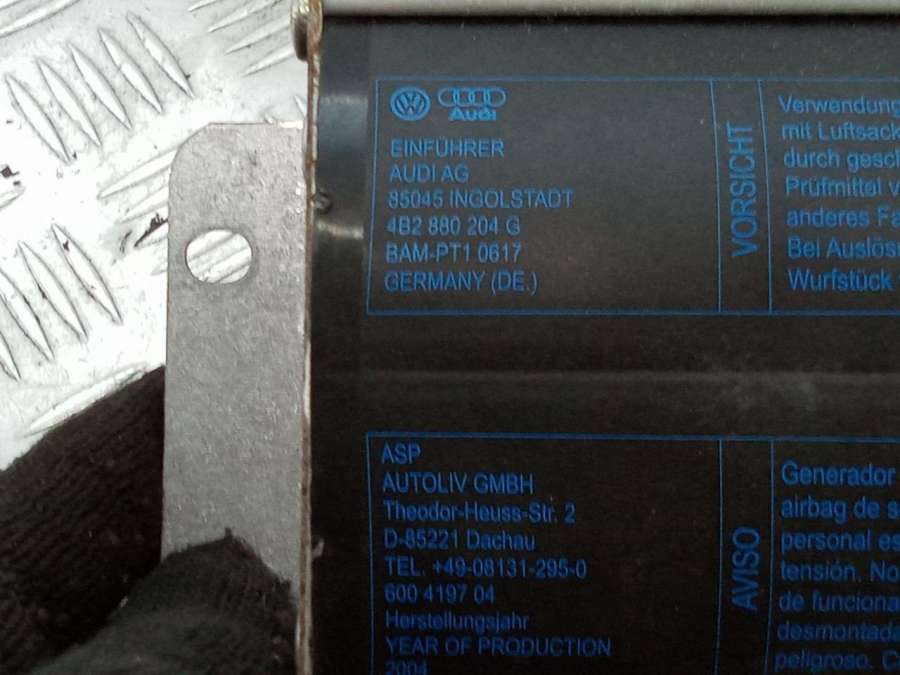 Audi
EINFÜHRER
AUDI AG
85045 INGOLSTADT
4B2 880 204 G
BAM-PT1 0617
GERMANY (DE.)
VORSICHT
Verwendung
mit Luftsack
durch gesch
Prüfmittel v
anderes Fa
Bei Auslös
Wurfstück
ASP
AUTOLIV GMBH
Theodor-Heuss-Str. 2
D-85221 Dachau
TEL. +49-08131-295-0
600 4197 04
Herstellungsjahr
YEAR OF PRODUCTION
2004
AVISO
Generador
airbag de s
personal es
tensión. No
de funciona
desmontada
peligroso. C